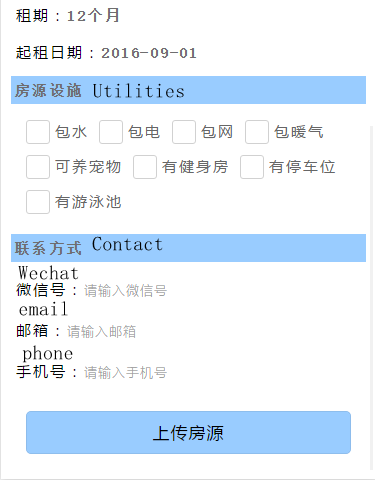 租期：12个月
起租日期：2016-09-01
房源设施 Utilities
包水 包电 包网 包暖气
可养宠物 有健身房 有停车位
有游泳池
联系方式 Contact
Wechat
微信号：请输入微信号
email
邮箱：请输入邮箱
phone
手机号：请输入手机号
上传房源